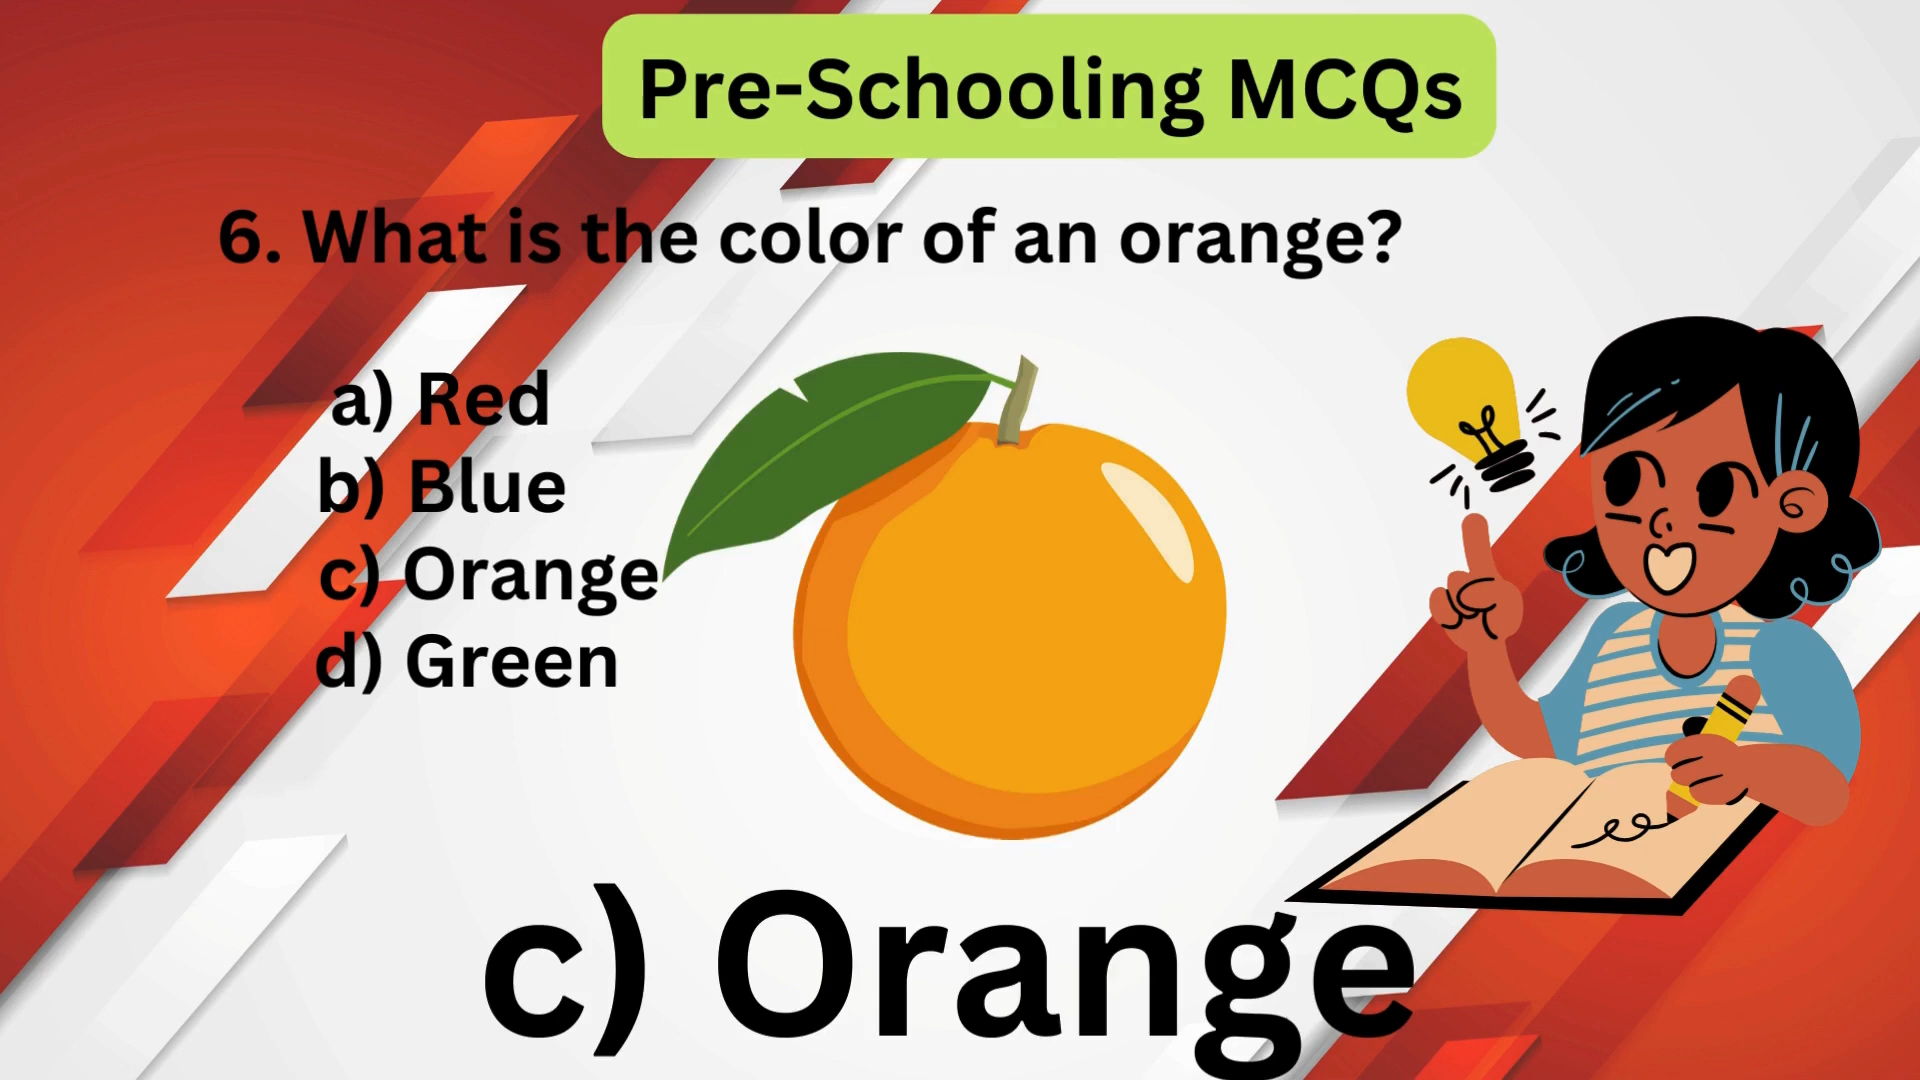 Pre-Schooling MCQs
6. What is the color of an orange?
a) Red
b) Blue
c) Orange
d) Green
c) Orange